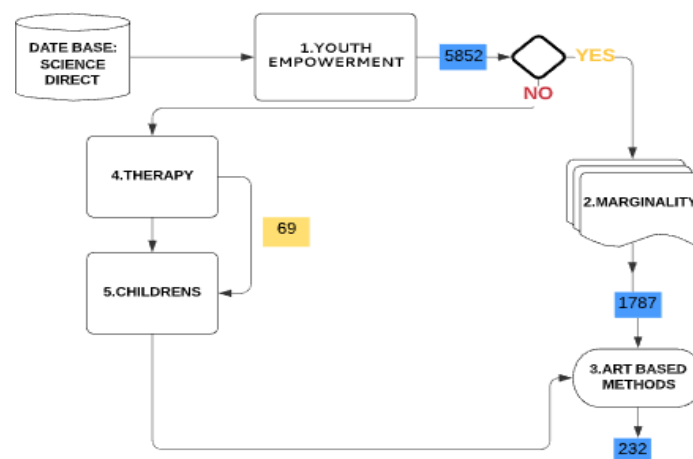 DATE BASE:
SCIENCE
DIRECT
1.YOUTH
EMPOWERMENT
5852
YES
NO
4.THERAPY
2.MARGINALITY
69
5.CHILDRENS
1787
3.ART BASED
METHODS
232